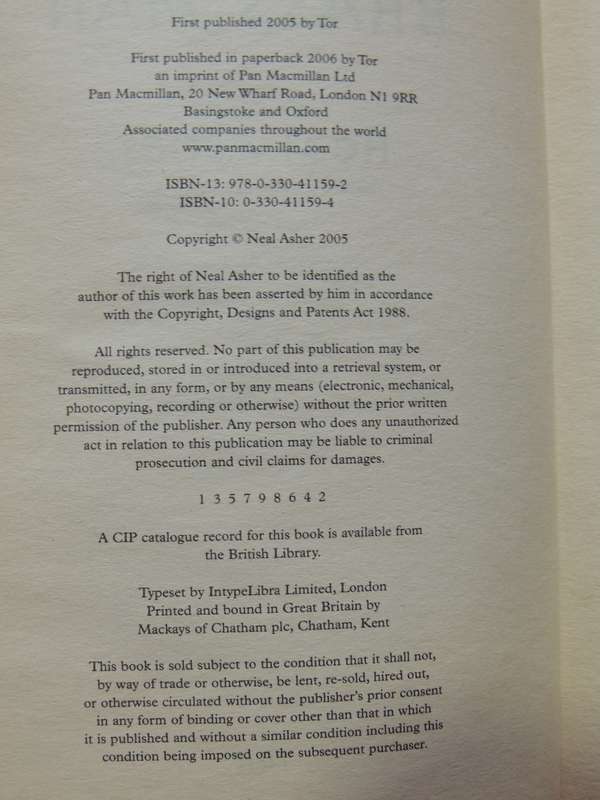 First published 2005 by Tor
First published in paperback 2006 by Tor
an imprint of Pan Macmillan Ltd
Pan Macmillan, 20 New Wharf Road, London N1 9RR
Basingstoke and Oxford
Associated companies throughout the world
www.panmacmillan.com
ISBN-13: 978-0-330-41159-2
ISBN-10: 0-330-41159-4
Copyright © Neal Asher 2005
The right of Neal Asher to be identified as the
author of this work has been asserted by him in accordance
with the Copyright, Designs and Patents Act 1988.
All rights reserved. No part of this publication may be
reproduced, stored in or introduced into a retrieval system, or
transmitted, in any form, or by any means (electronic, mechanical,
photocopying, recording or otherwise) without the prior written
permission of the publisher. Any person who does any unauthorized
act in relation to this publication may be liable to criminal
prosecution and civil claims for damages.
1 3 5 7 9 8 6 4 2
A CIP catalogue record for this book is available from
the British Library.
Typeset by IntypeLibra Limited, London
Printed and bound in Great Britain by
Mackays of Chatham plc, Chatham, Kent
This book is sold subject to the condition that it shall not,
by way of trade or otherwise, be lent, re-sold, hired out,
or otherwise circulated without the publisher's prior consent
in any form of binding or cover other than that in which
it is published and without a similar condition including this
condition being imposed on the subsequent purchaser.